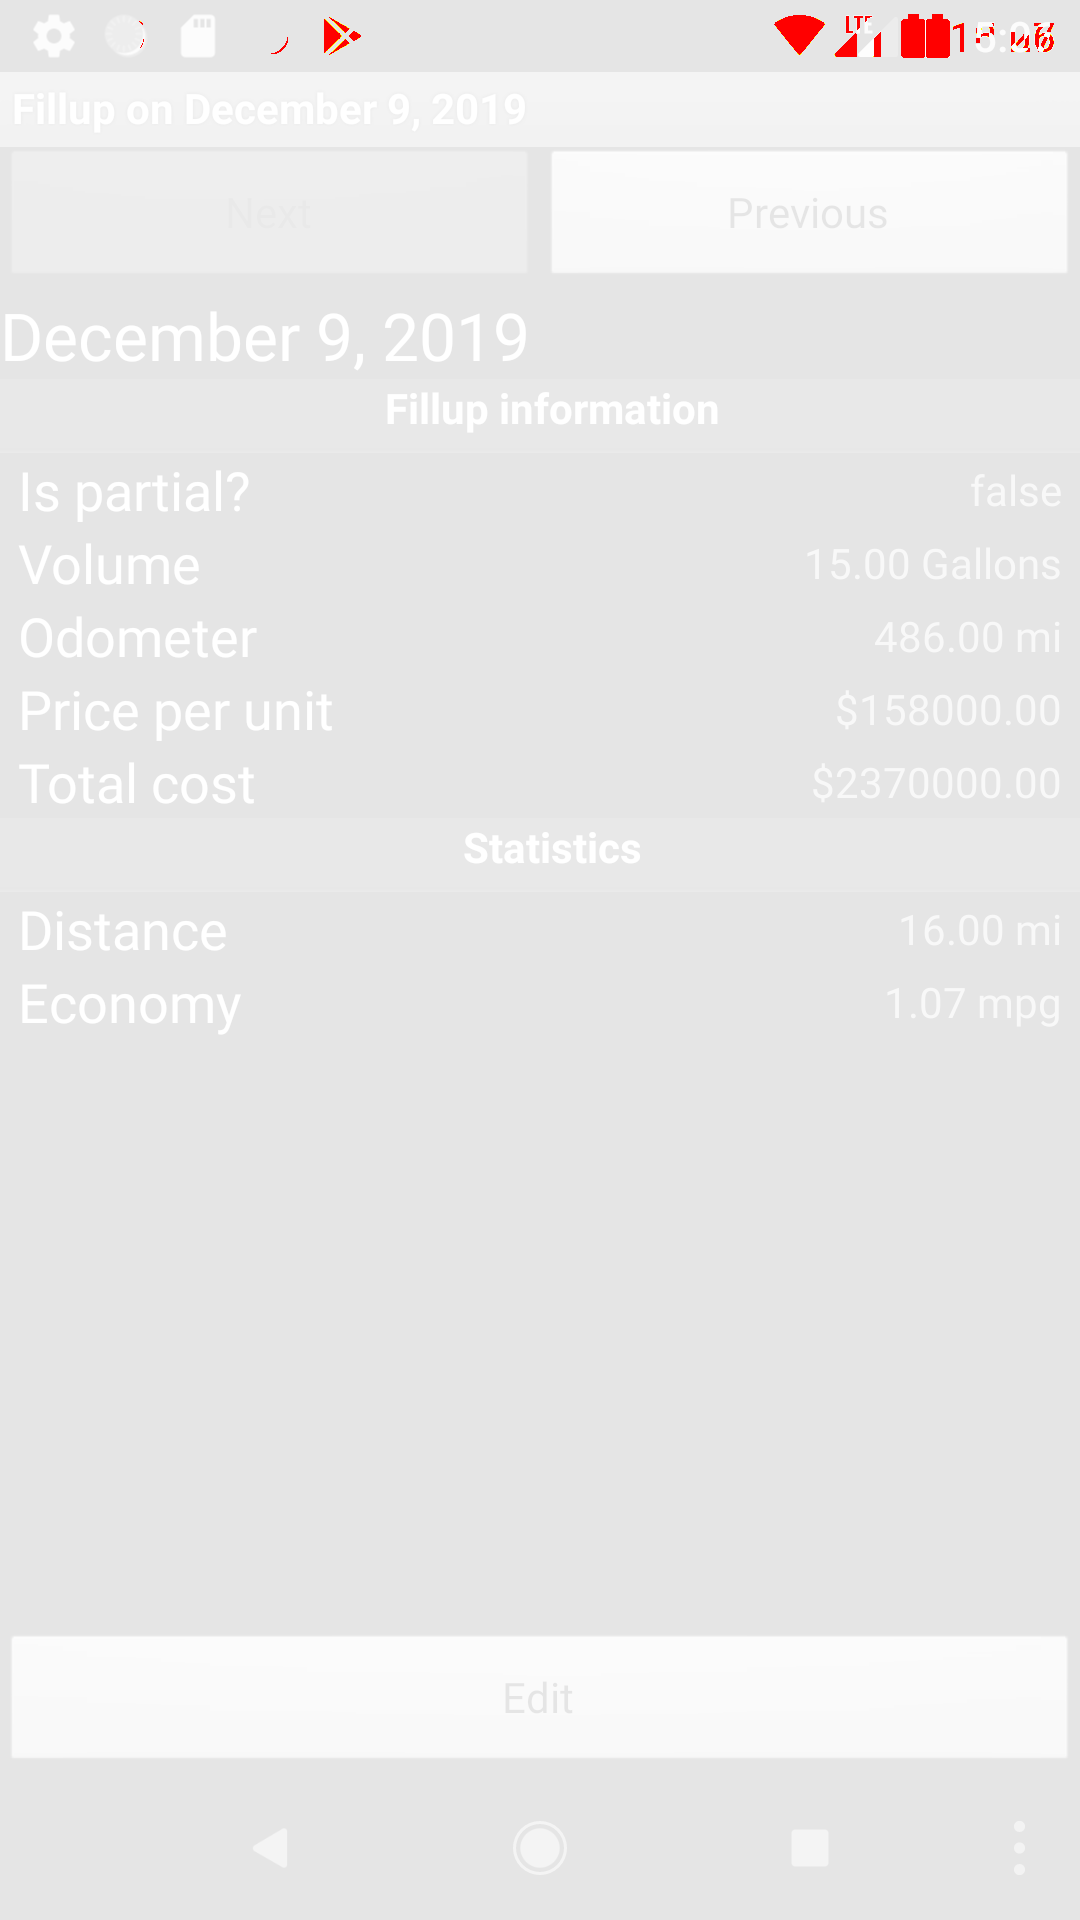 LTE
Fillup on December 9, 2019
Next Previous
December 9, 2019
Fillup information
Is partial? false
Volume 15.00 Gallons
Odometer 486.00 mi
Price per unit $158000.00
Total cost $2370000.00
Statistics
Distance 16.00 mi
Economy 1.07 mpg
Edit